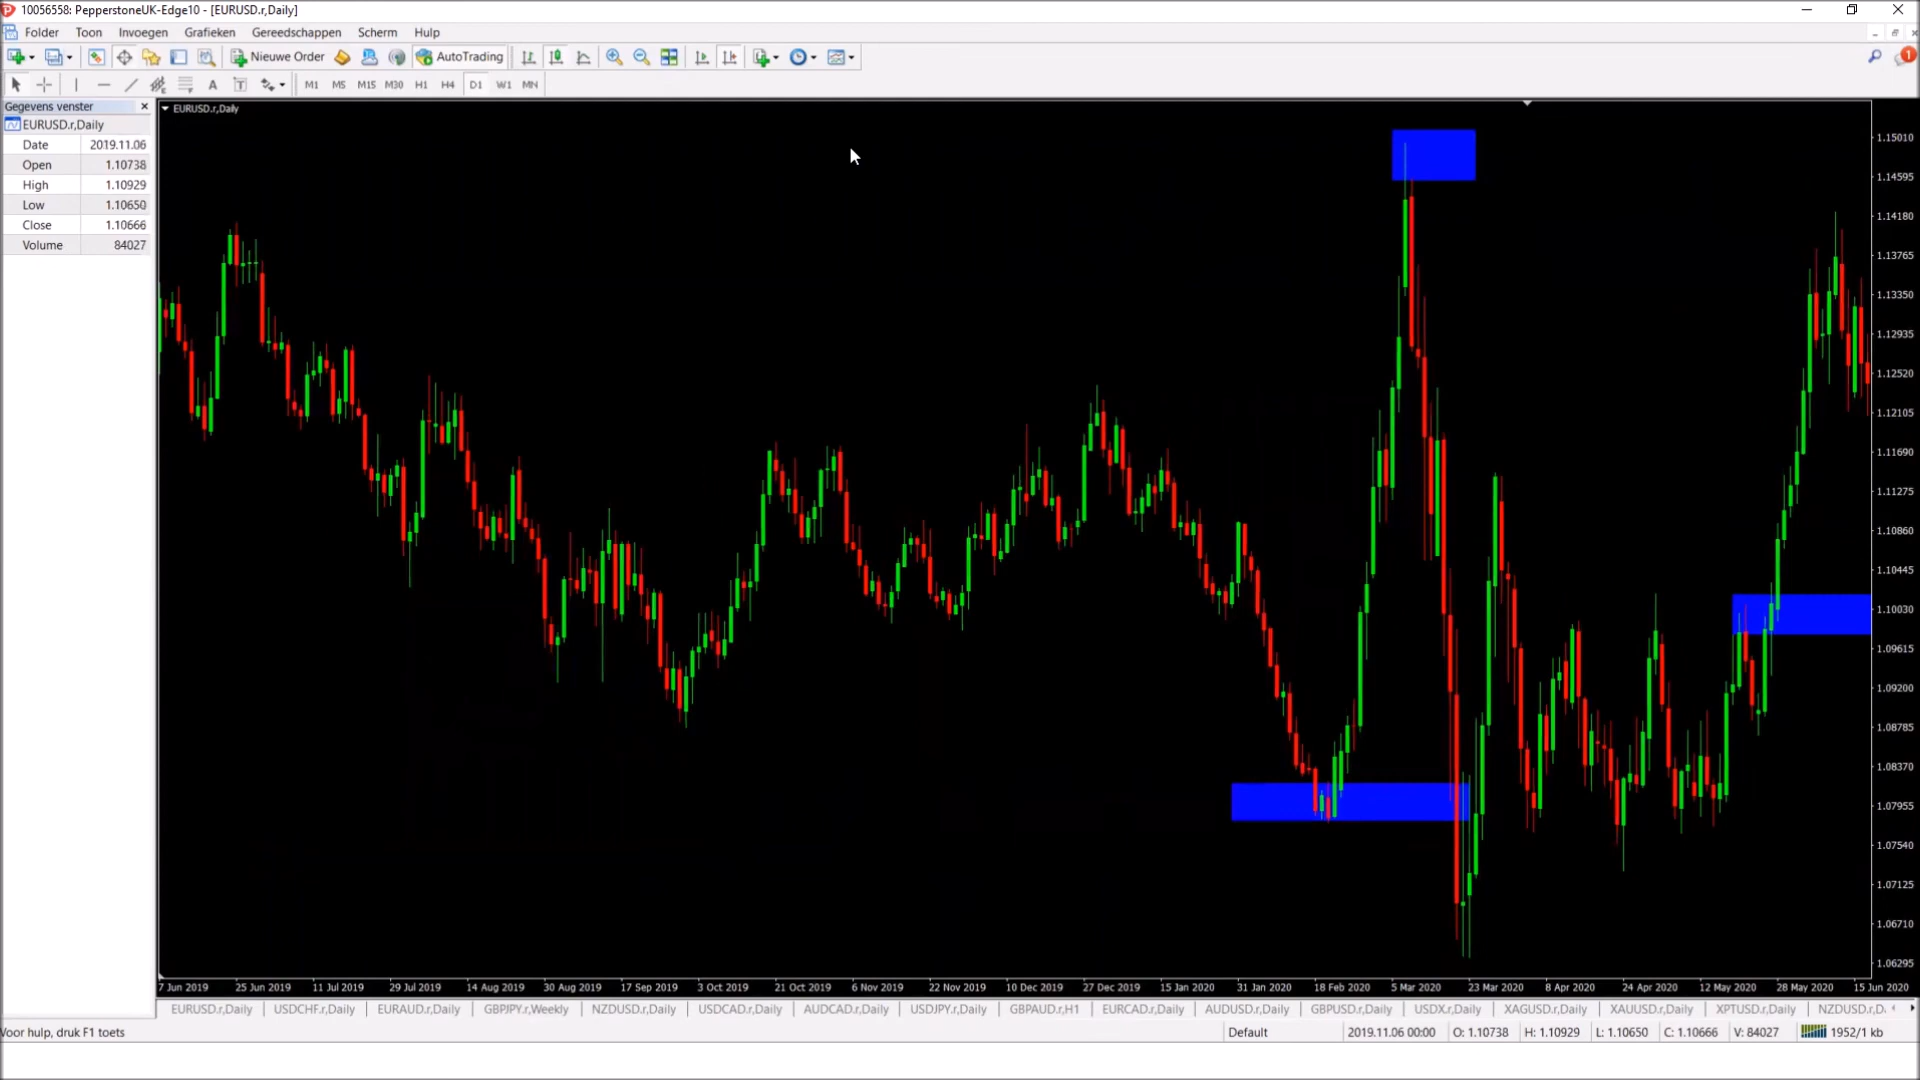 10056558: PepperstoneUK-Edge10 - [EURUSD.r,Daily]
Folder Toon Invoegen Grafieken Gereedschappen Scherm Hulp
Nieuwe Order AutoTrading 1
A T M1 M5 M15 M30 H1 H4 D1 W1 MN
Gegevens venster
EURUSD.r,Daily
Date 2019.11.06
Open 1.10738
High 1.10929
Low 1.10650
Close 1.10666
Volume 84027
EURUSD.r,Daily
1.15010
1.14595
1.14180
1.13765
1.13350
1.12935
1.12520
1.12105
1.11690
1.11275
1.10860
1.10445
1.10030
1.09615
1.09200
1.08785
1.08370
1.07955
1.07540
1.07125
1.06710
1.06295
7 Jun 2019 25 Jun 2019 11 Jul 2019 29 Jul 2019 14 Aug 2019 30 Aug 2019 17 Sep 2019 3 Oct 2019 21 Oct 2019 6 Nov 2019 22 Nov 2019 10 Dec 2019 27 Dec 2019 15 Jan 2020 31 Jan 2020 18 Feb 2020 5 Mar 2020 23 Mar 2020 8 Apr 2020 24 Apr 2020 12 May 2020 28 May 2020 15 Jun 2020
EURUSD.r,Daily USDCHF.r,Daily EURAUD.r,Daily GBPJPY.r,Weekly NZDUSD.r,Daily USDCAD.r,Daily AUDCAD.r,Daily USDJPY.r,Daily GBPAUD.r,H1 EURCAD.r,Daily AUDUSD.r,Daily GBPUSD.r,Daily USDX.r,Daily XAGUSD.r,Daily XAUUSD.r,Daily XPTUSD.r,Daily NZDUSD.r,D
Voor hulp, druk F1 toets Default 2019.11.06 00:00 O: 1.10738 H: 1.10929 L: 1.10650 C: 1.10666 V: 84027 1952/1 kb